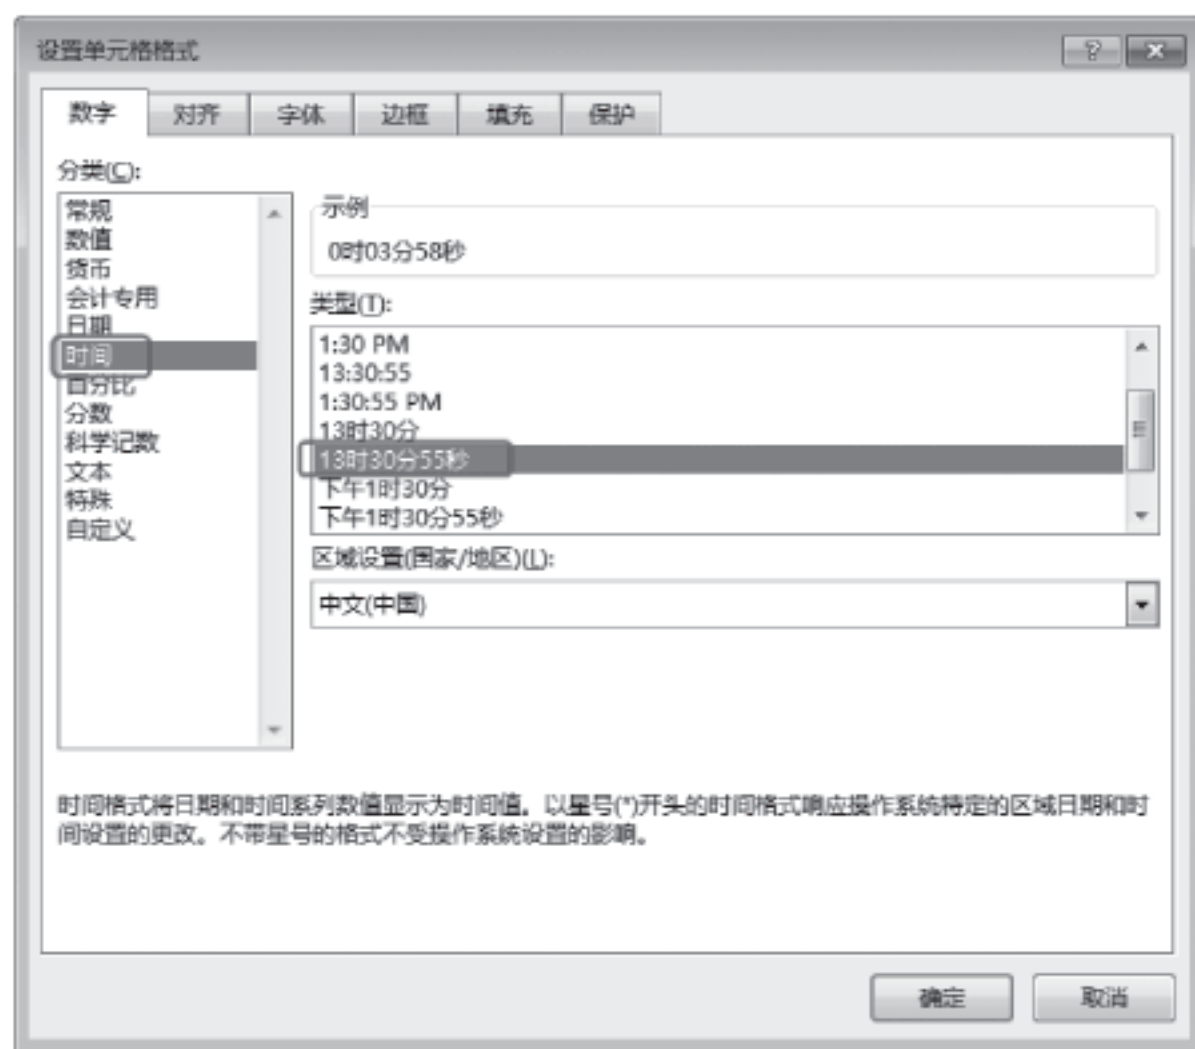 设置单元格格式
数字 对齐 字体 边框 填充 保护
分类(C):
常规
数值
货币
会计专用
日期
时间
百分比
分数
科学记数
文本
特殊
自定义
示例
0时03分58秒
类型(T):
1:30 PM
13:30:55
1:30:55 PM
13时30分
13时30分55秒
下午1时30分
下午1时30分55秒
区域设置(国家/地区)(L):
中文(中国)
时间格式将日期和时间系列数值显示为时间值。以星号(*)开头的时间格式响应操作系统特定的区域日期和时
间设置的更改。不带星号的格式不受操作系统设置的影响。
确定 取消